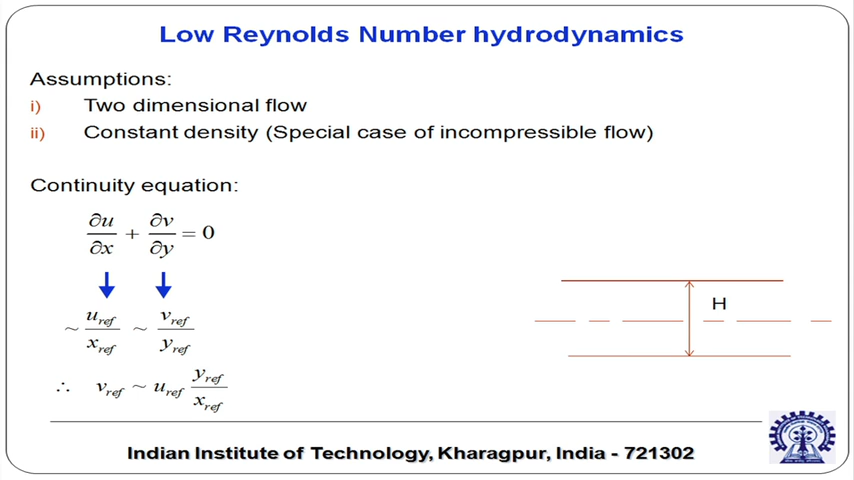 Low Reynolds Number hydrodynamics
Assumptions:
i) Two dimensional flow
ii) Constant density (Special case of incompressible flow)
Continuity equation:
∂u/∂x + ∂v/∂y = 0
~ u_ref/x_ref ~ v_ref/y_ref
∴ v_ref ~ u_ref y_ref/x_ref
H
Indian Institute of Technology, Kharagpur, India - 721302